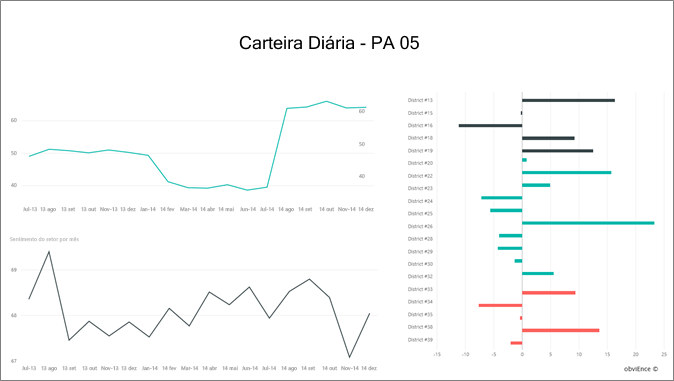 Carteira Diária - PA 05
60
50
40
60
50
40
Jul-13 13 ago 13 set 13 out Nov-13 13 dez Jan-14 14 fev Mar-14 14 abr 14 mai Jun-14 Jul-14 14 ago 14 set 14 out Nov-14 14 dez
Sentimento do setor por mês
69
68
67
Jul-13 13 ago 13 set 13 out Nov-13 13 dez Jan-14 14 fev Mar-14 14 abr 14 mai Jun-14 Jul-14 14 ago 14 set 14 out Nov-14 14 dez
District #13
District #15
District #16
District #18
District #19
District #20
District #22
District #23
District #24
District #25
District #26
District #28
District #29
District #30
District #32
District #33
District #34
District #35
District #38
District #39
-15 -10 -5 0 5 10 15 20 25
obviEnce ©